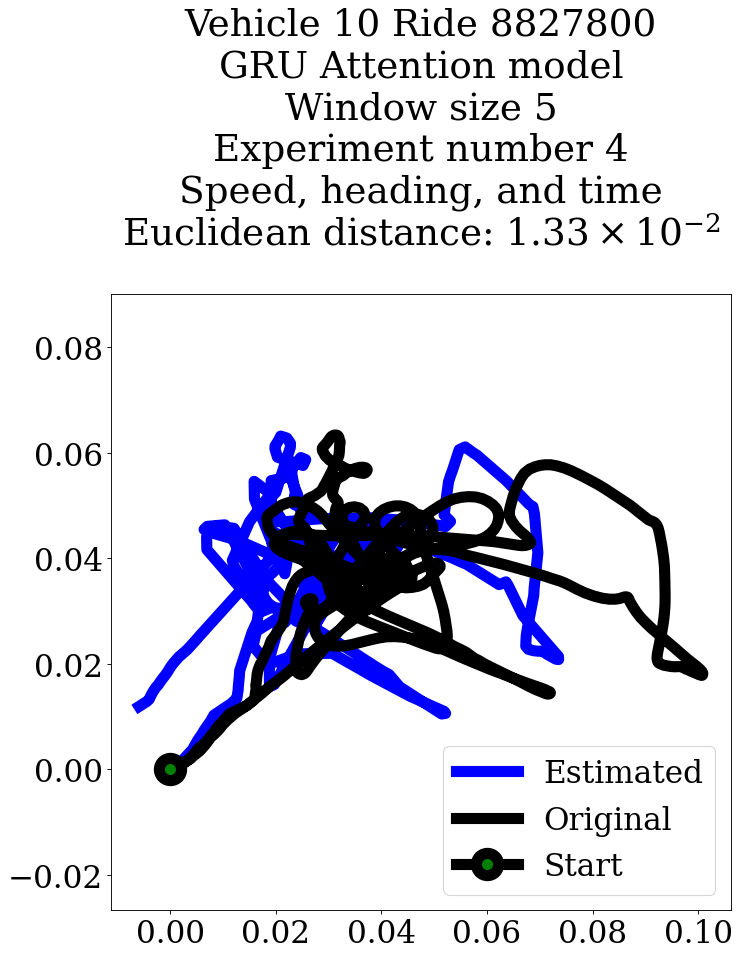 Vehicle 10 Ride 8827800
GRU Attention model
Window size 5
Experiment number 4
Speed, heading, and time
Euclidean distance: 1.33 × 10⁻²
0.08
0.06
0.04
0.02
0.00
−0.02
Estimated
Original
Start
0.00 0.02 0.04 0.06 0.08 0.10